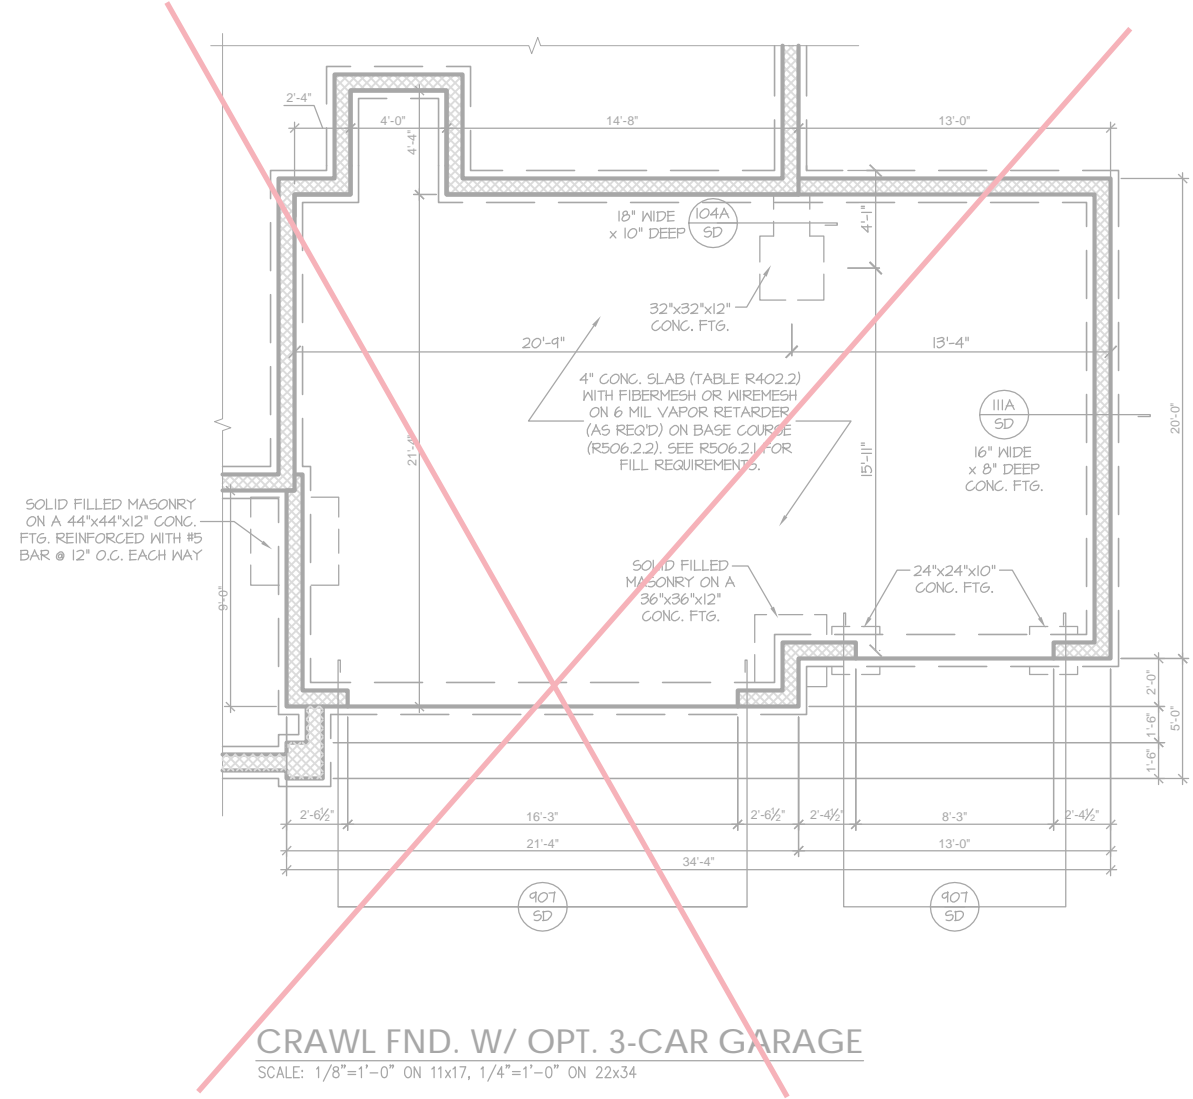 2'-4"
4'-0"
14'-8"
13'-0"
4'-4"
18" WIDE
x 10" DEEP
104A
SD
4'-1"
32"x32"x12"
CONC. FTG.
20'-9"
13'-4"
4" CONC. SLAB (TABLE R402.2)
WITH FIBERMESH OR WIREMESH
ON 6 MIL VAPOR RETARDER
(AS REQ'D) ON BASE COURSE
(R506.2.2). SEE R506.2.1 FOR
FILL REQUIREMENTS.
111A
SD
16" WIDE
x 8" DEEP
CONC. FTG.
20'-0"
21'-4"
15'-11"
SOLID FILLED MASONRY
ON A 44"x44"x12" CONC.
FTG. REINFORCED WITH #5
BAR @ 12" O.C. EACH WAY
9'-0"
SOLID FILLED
MASONRY ON A
36"x36"x12"
CONC. FTG.
24"x24"x10"
CONC. FTG.
2'-0"
1'-6"
5'-0"
1'-6"
2'-6½"
16'-3"
2'-6½"
2'-4½"
8'-3"
2'-4½"
21'-4"
13'-0"
34'-4"
907
SD
907
SD
CRAWL FND. W/ OPT. 3-CAR GARAGE
SCALE: 1/8"=1'-0" ON 11x17, 1/4"=1'-0" ON 22x34